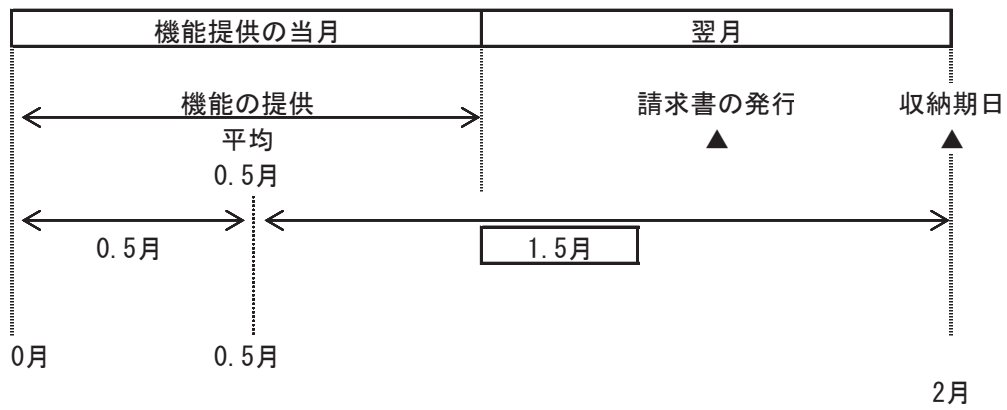 機能提供の当月 翌月
機能の提供 請求書の発行 収納期日
平均 ▲ ▲
0.5月
0.5月 1.5月
0月 0.5月
2月